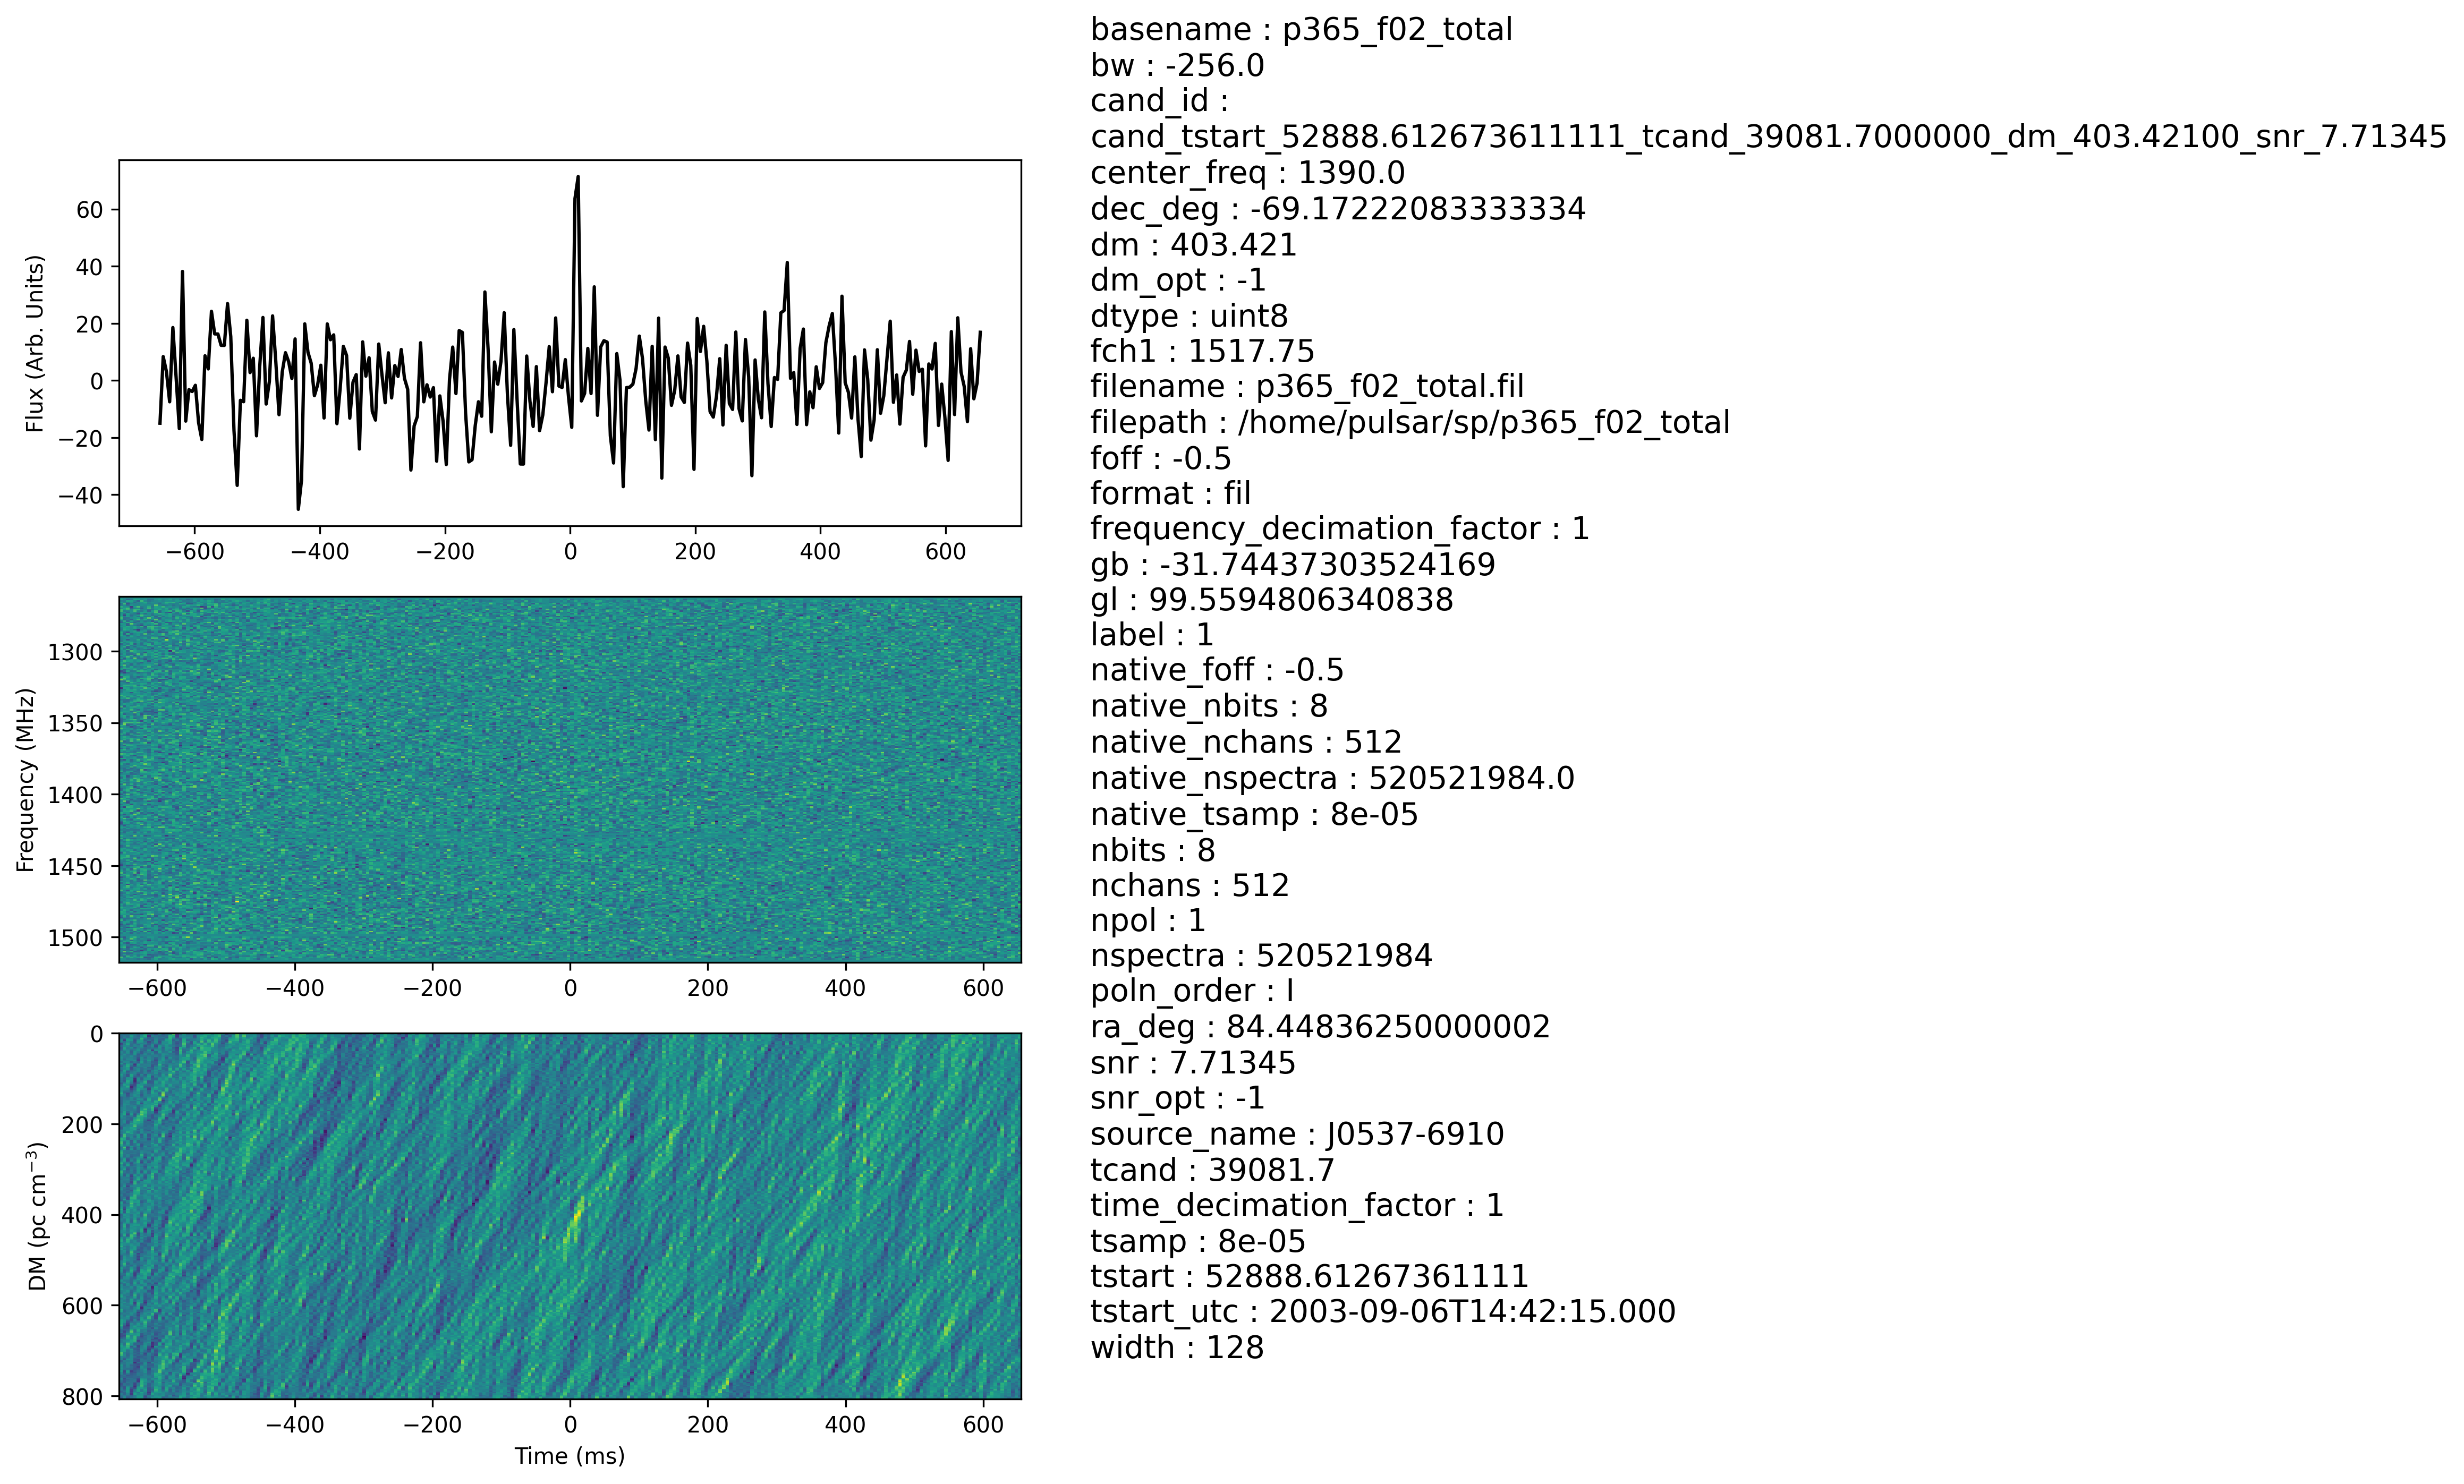 basename : p365_f02_total
bw : -256.0
cand_id :
cand_tstart_52888.612673611111_tcand_39081.7000000_dm_403.42100_snr_7.71345
center_freq : 1390.0
dec_deg : -69.17222083333334
dm : 403.421
dm_opt : -1
dtype : uint8
fch1 : 1517.75
filename : p365_f02_total.fil
filepath : /home/pulsar/sp/p365_f02_total
foff : -0.5
format : fil
frequency_decimation_factor : 1
gb : -31.74437303524169
gl : 99.5594806340838
label : 1
native_foff : -0.5
native_nbits : 8
native_nchans : 512
native_nspectra : 520521984.0
native_tsamp : 8e-05
nbits : 8
nchans : 512
npol : 1
nspectra : 520521984
poln_order : I
ra_deg : 84.44836250000002
snr : 7.71345
snr_opt : -1
source_name : J0537-6910
tcand : 39081.7
time_decimation_factor : 1
tsamp : 8e-05
tstart : 52888.61267361111
tstart_utc : 2003-09-06T14:42:15.000
width : 128
Flux (Arb. Units)
60
40
20
0
−20
−40
−600 −400 −200 0 200 400 600
Frequency (MHz)
1300
1350
1400
1450
1500
−600 −400 −200 0 200 400 600
DM (pc cm⁻³)
0
200
400
600
800
−600 −400 −200 0 200 400 600
Time (ms)